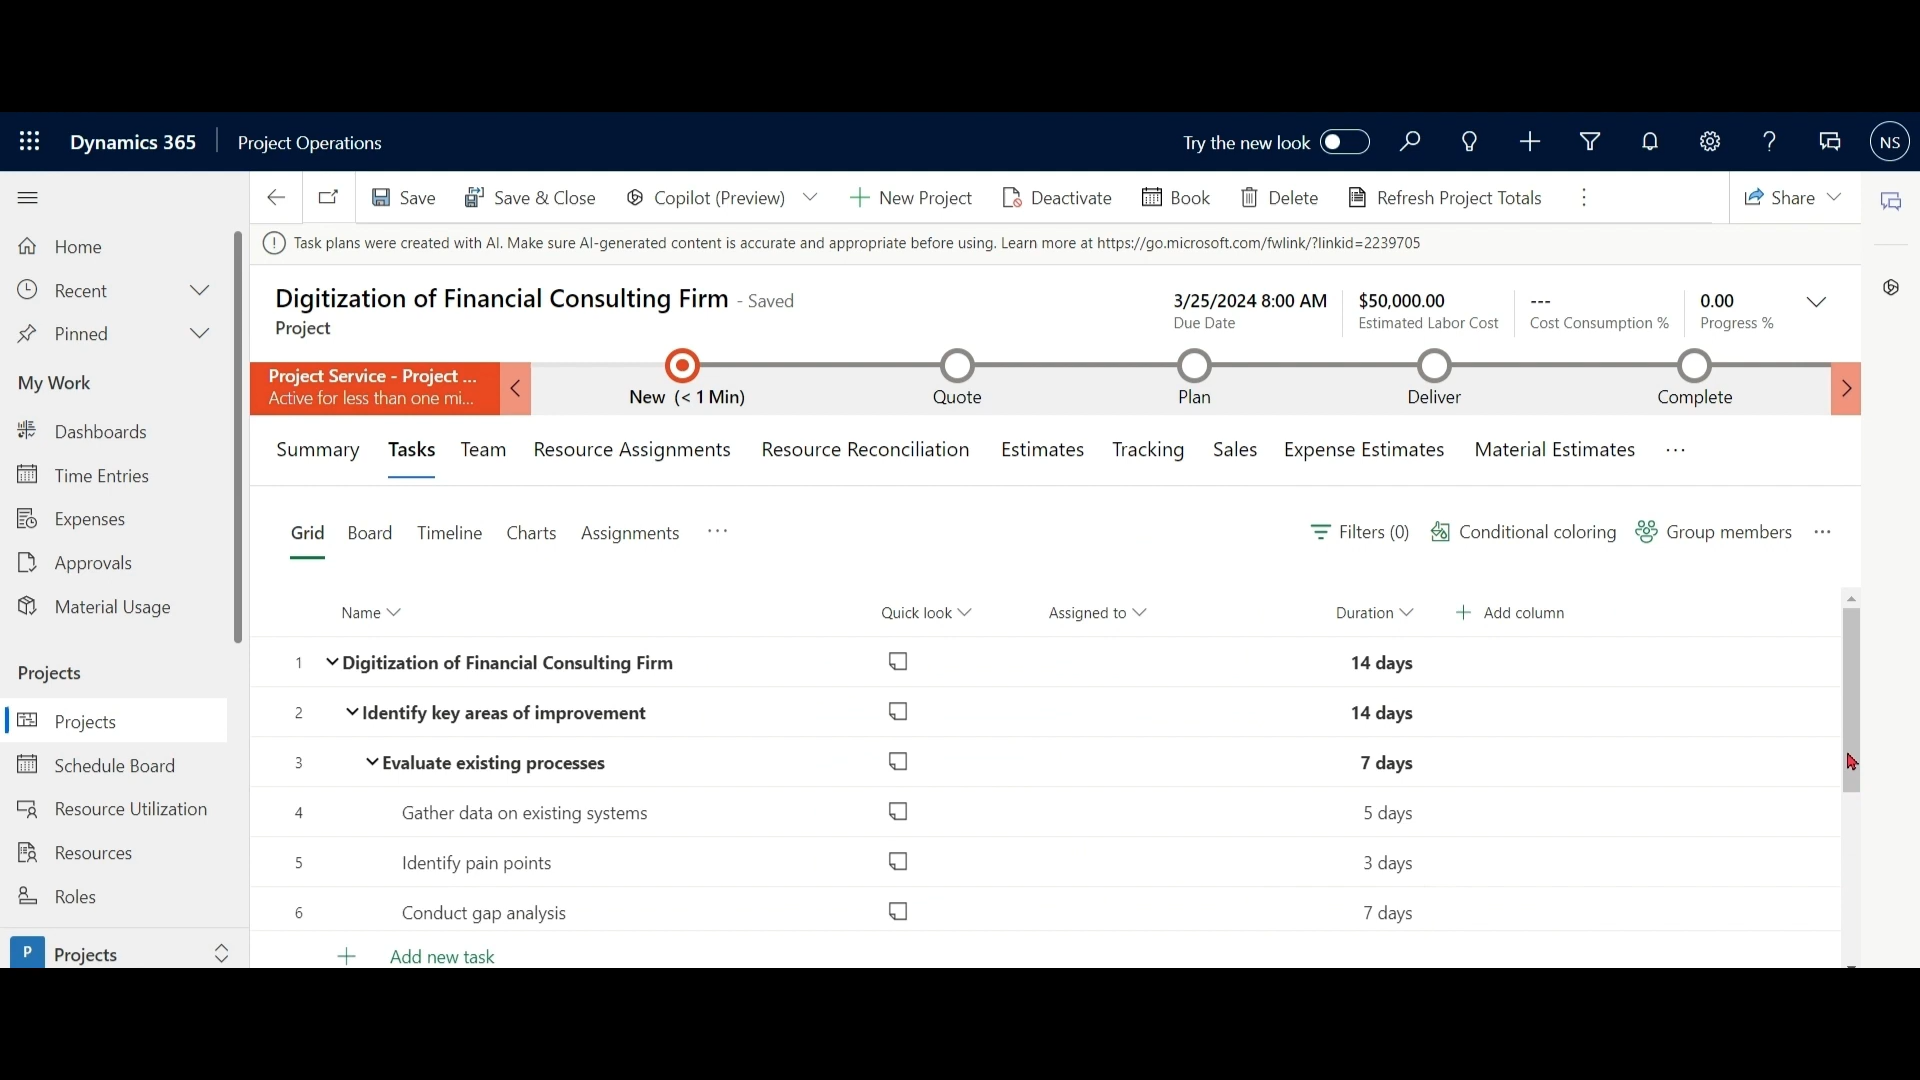 Dynamics 365 Project Operations Try the new look NS
Save Save & Close Copilot (Preview) New Project Deactivate Book Delete Refresh Project Totals Share
Task plans were created with AI. Make sure AI-generated content is accurate and appropriate before using. Learn more at https://go.microsoft.com/fwlink/?linkid=2239705
Home
Recent
Pinned
My Work
Dashboards
Time Entries
Expenses
Approvals
Material Usage
Projects
Projects
Schedule Board
Resource Utilization
Resources
Roles
P Projects
Digitization of Financial Consulting Firm - Saved
Project
3/25/2024 8:00 AM
Due Date
$50,000.00
Estimated Labor Cost
---
Cost Consumption %
0.00
Progress %
Project Service - Project ...
Active for less than one mi...
New (< 1 Min) Quote Plan Deliver Complete
Summary Tasks Team Resource Assignments Resource Reconciliation Estimates Tracking Sales Expense Estimates Material Estimates ...
Grid Board Timeline Charts Assignments ... Filters (0) Conditional coloring Group members ...
Name Quick look Assigned to Duration + Add column
1 Digitization of Financial Consulting Firm 14 days
2 Identify key areas of improvement 14 days
3 Evaluate existing processes 7 days
4 Gather data on existing systems 5 days
5 Identify pain points 3 days
6 Conduct gap analysis 7 days
+ Add new task